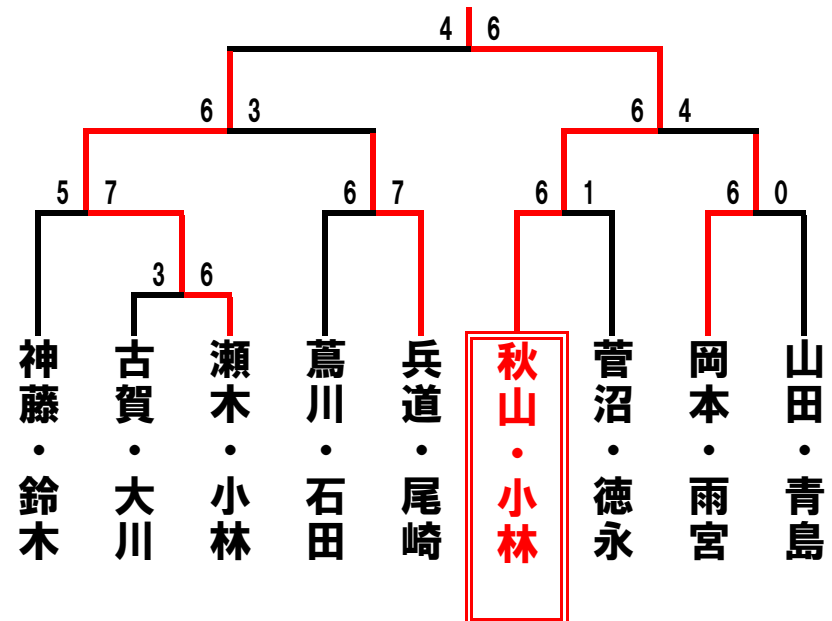 4 6
6 3
6 4
5 7
6 7
6 1
6 0
3 6
神藤・鈴木
古賀・大川
瀬木・小林
蔦川・石田
兵道・尾崎
秋山・小林
菅沼・徳永
岡本・雨宮
山田・青島